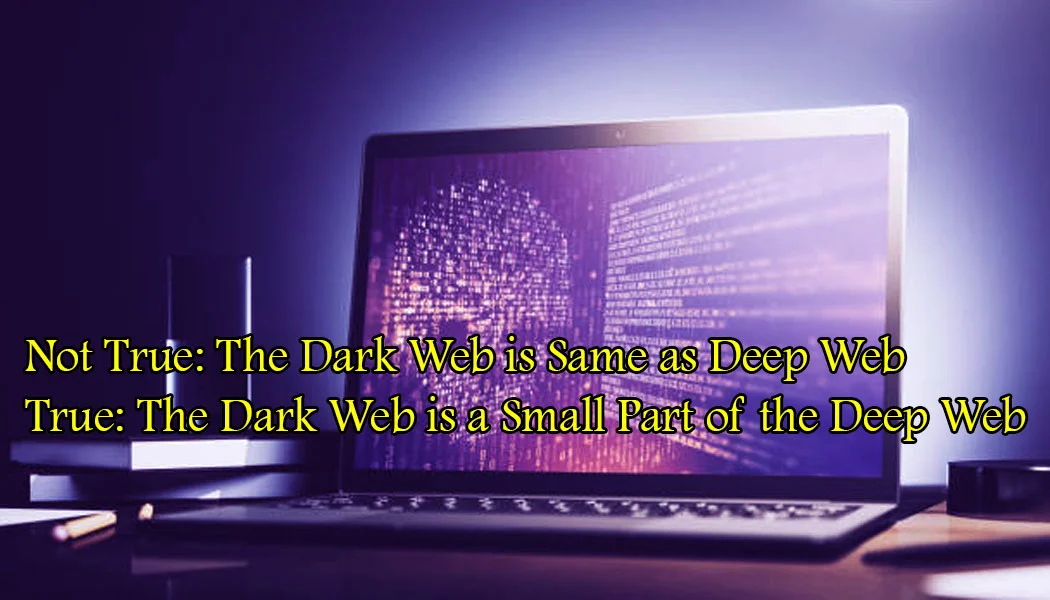 Not True: The Dark Web is Same as Deep Web
True: The Dark Web is a Small Part of the Deep Web